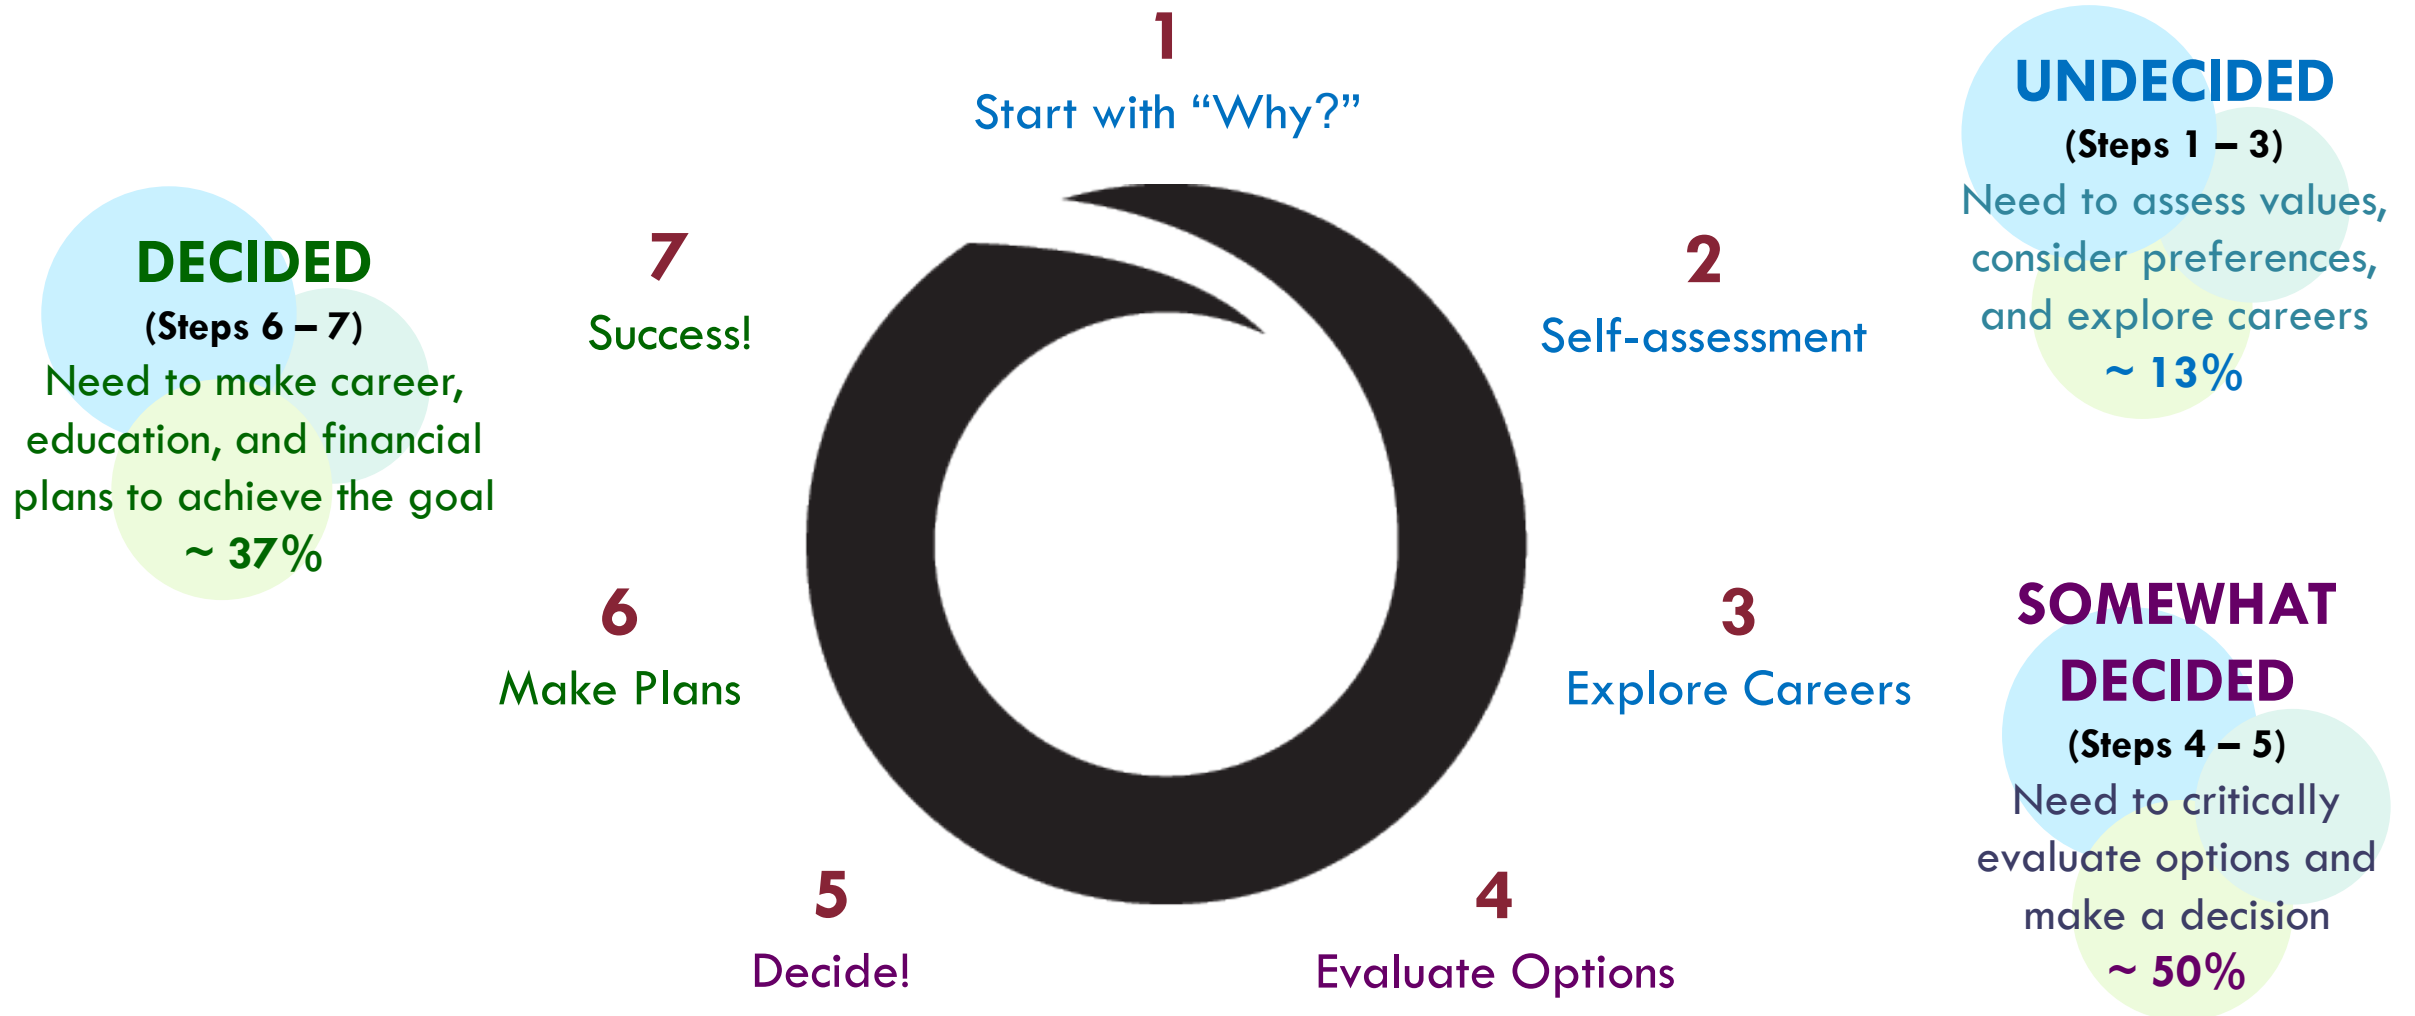 1
Start with “Why?”
2
Self-assessment
3
Explore Careers
4
Evaluate Options
5
Decide!
6
Make Plans
7
Success!
UNDECIDED
(Steps 1 – 3)
Need to assess values,
consider preferences,
and explore careers
~ 13%
SOMEWHAT
DECIDED
(Steps 4 – 5)
Need to critically
evaluate options and
make a decision
~ 50%
DECIDED
(Steps 6 – 7)
Need to make career,
education, and financial
plans to achieve the goal
~ 37%